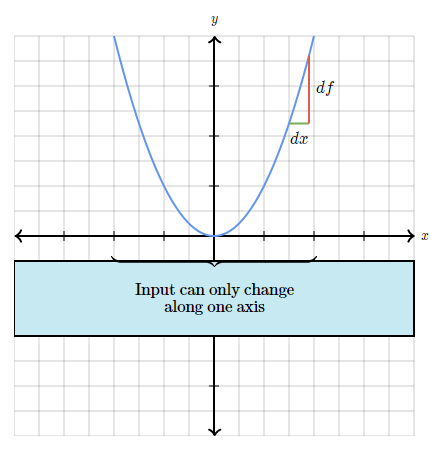 y
df
dx
x
Input can only change
along one axis